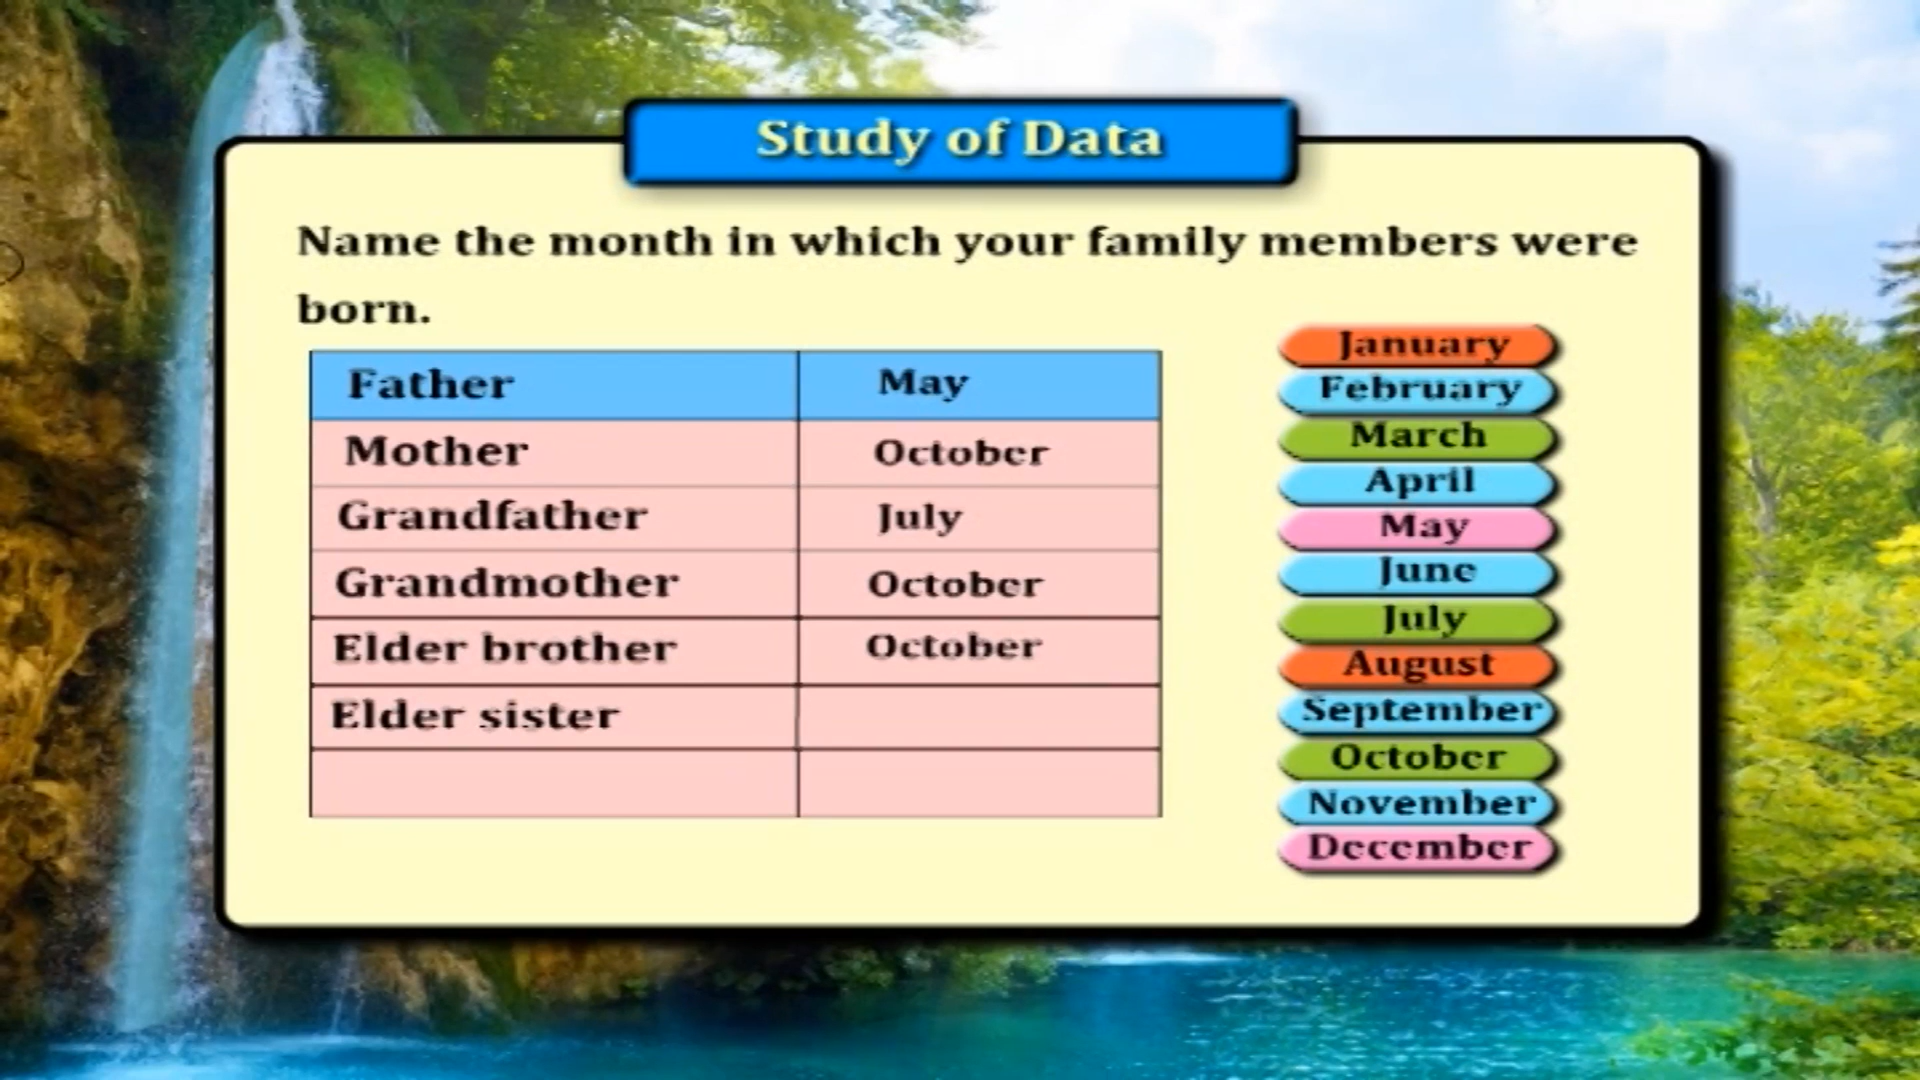 Study of Data
Name the month in which your family members were
born.
Father May
Mother October
Grandfather July
Grandmother October
Elder brother October
Elder sister
January
February
March
April
May
June
July
August
September
October
November
December